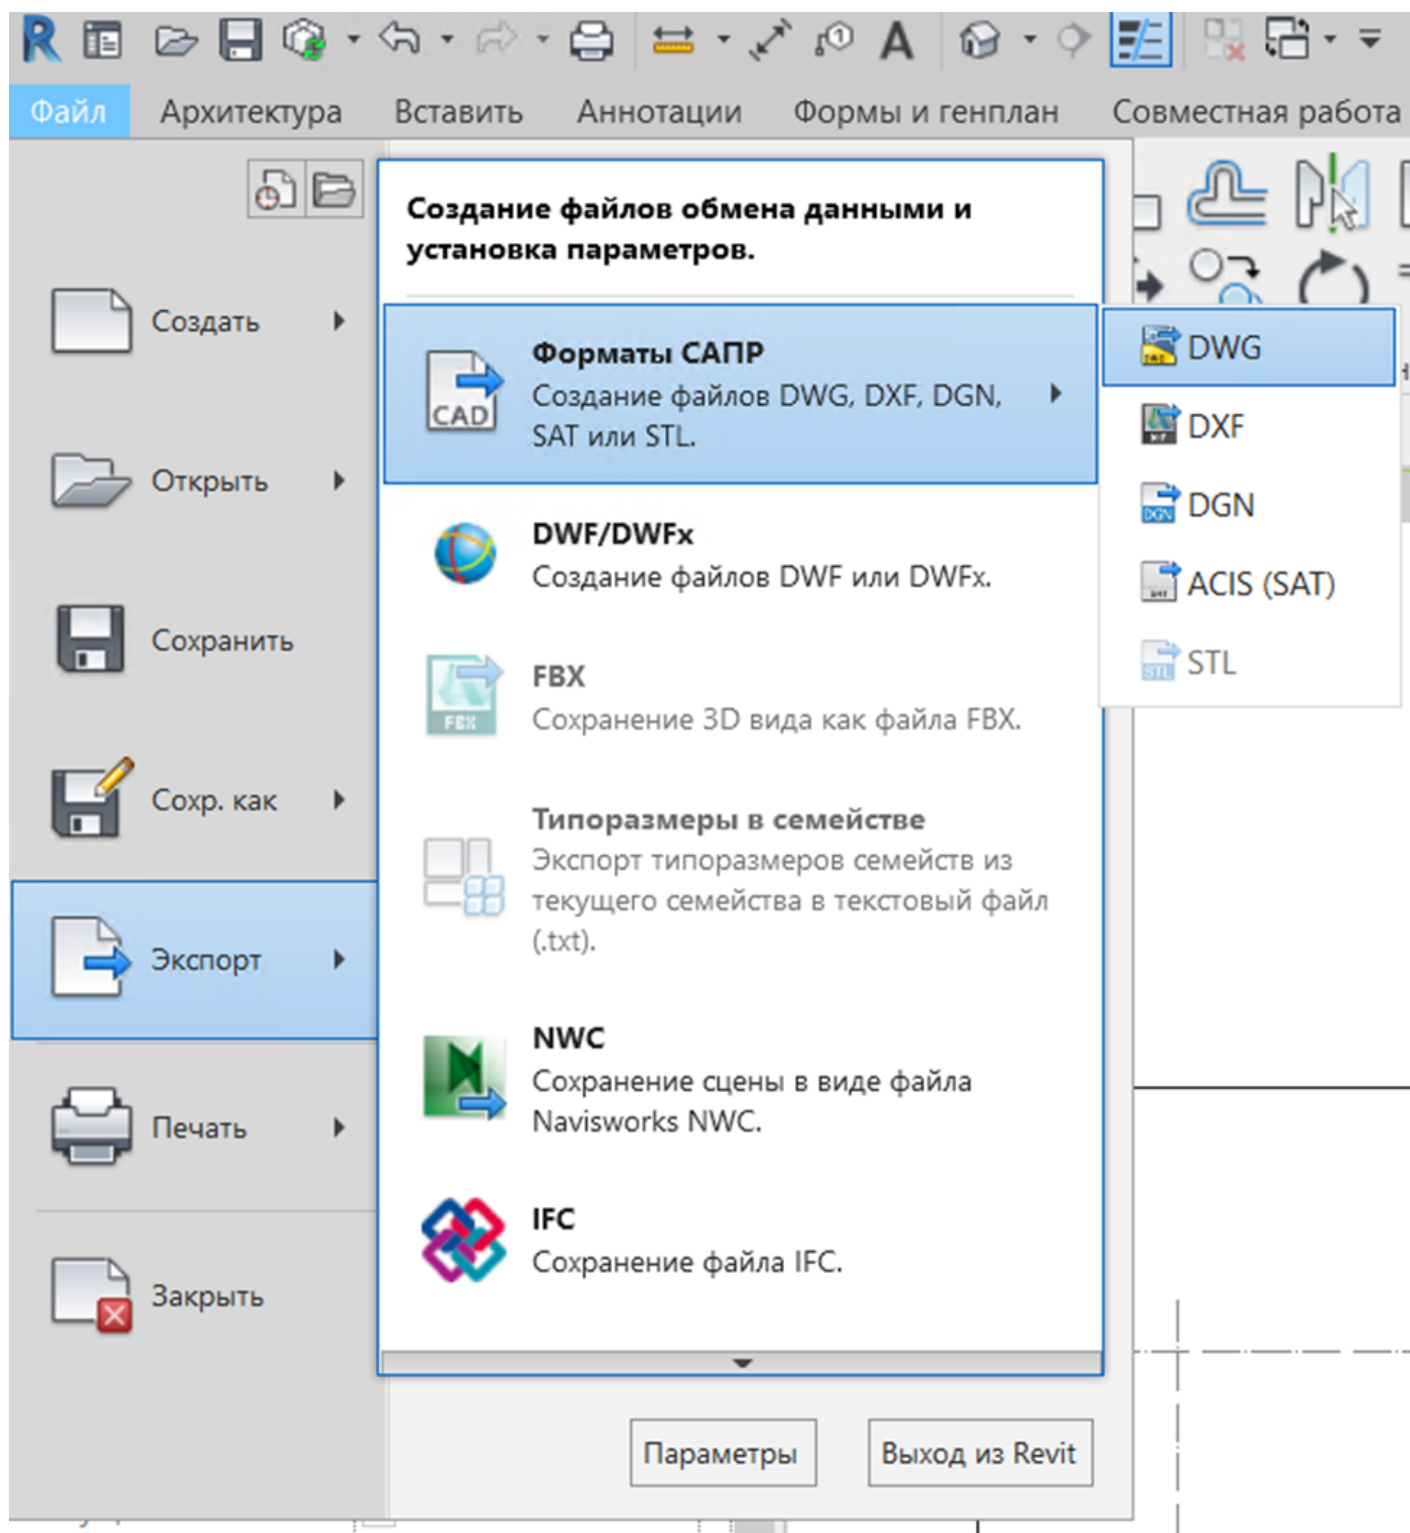 Файл Архитектура Вставить Аннотации Формы и генплан Совместная работа
Создать
Открыть
Сохранить
Сохр. как
Экспорт
Печать
Закрыть
Создание файлов обмена данными и
установка параметров.
CAD
Форматы САПР
Создание файлов DWG, DXF, DGN,
SAT или STL.
DWF/DWFx
Создание файлов DWF или DWFx.
FBX
FBX
Сохранение 3D вида как файла FBX.
Типоразмеры в семействе
Экспорт типоразмеров семейств из
текущего семейства в текстовый файл
(.txt).
NWC
Сохранение сцены в виде файла
Navisworks NWC.
IFC
Сохранение файла IFC.
DWG
DXF
DGN
DGN
ACIS (SAT)
STL
STL
Параметры
Выход из Revit